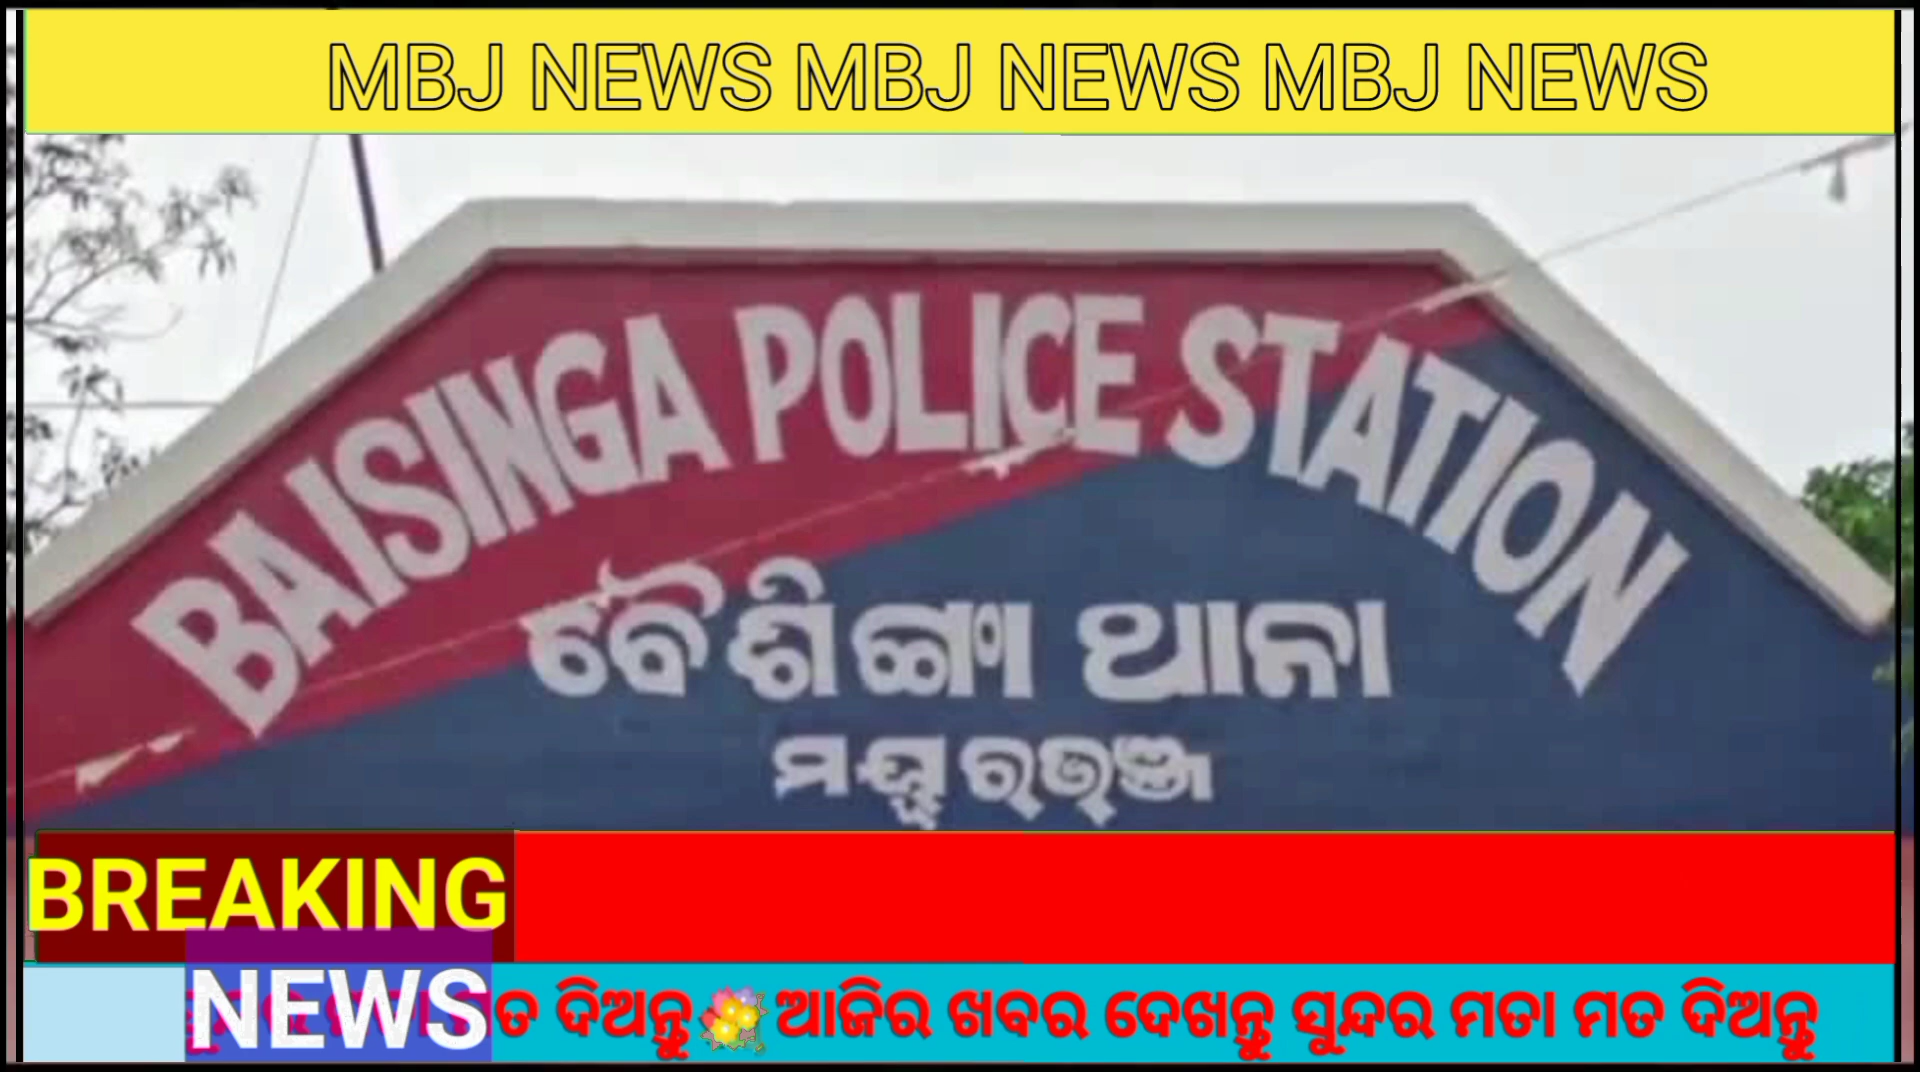 MBJ NEWS MBJ NEWS MBJ NEWS
BAISINGA POLICE STATION
ବୈଶିଙ୍ଗା ଥାନା
ମୟୂରଭଞ୍ଜ
BREAKING
NEWS
ମତ ଦିଅନ୍ତୁ💐ଆଜିର ଖବର ଦେଖନ୍ତୁ ସୁନ୍ଦର ମତା ମତ ଦିଅନ୍ତୁ